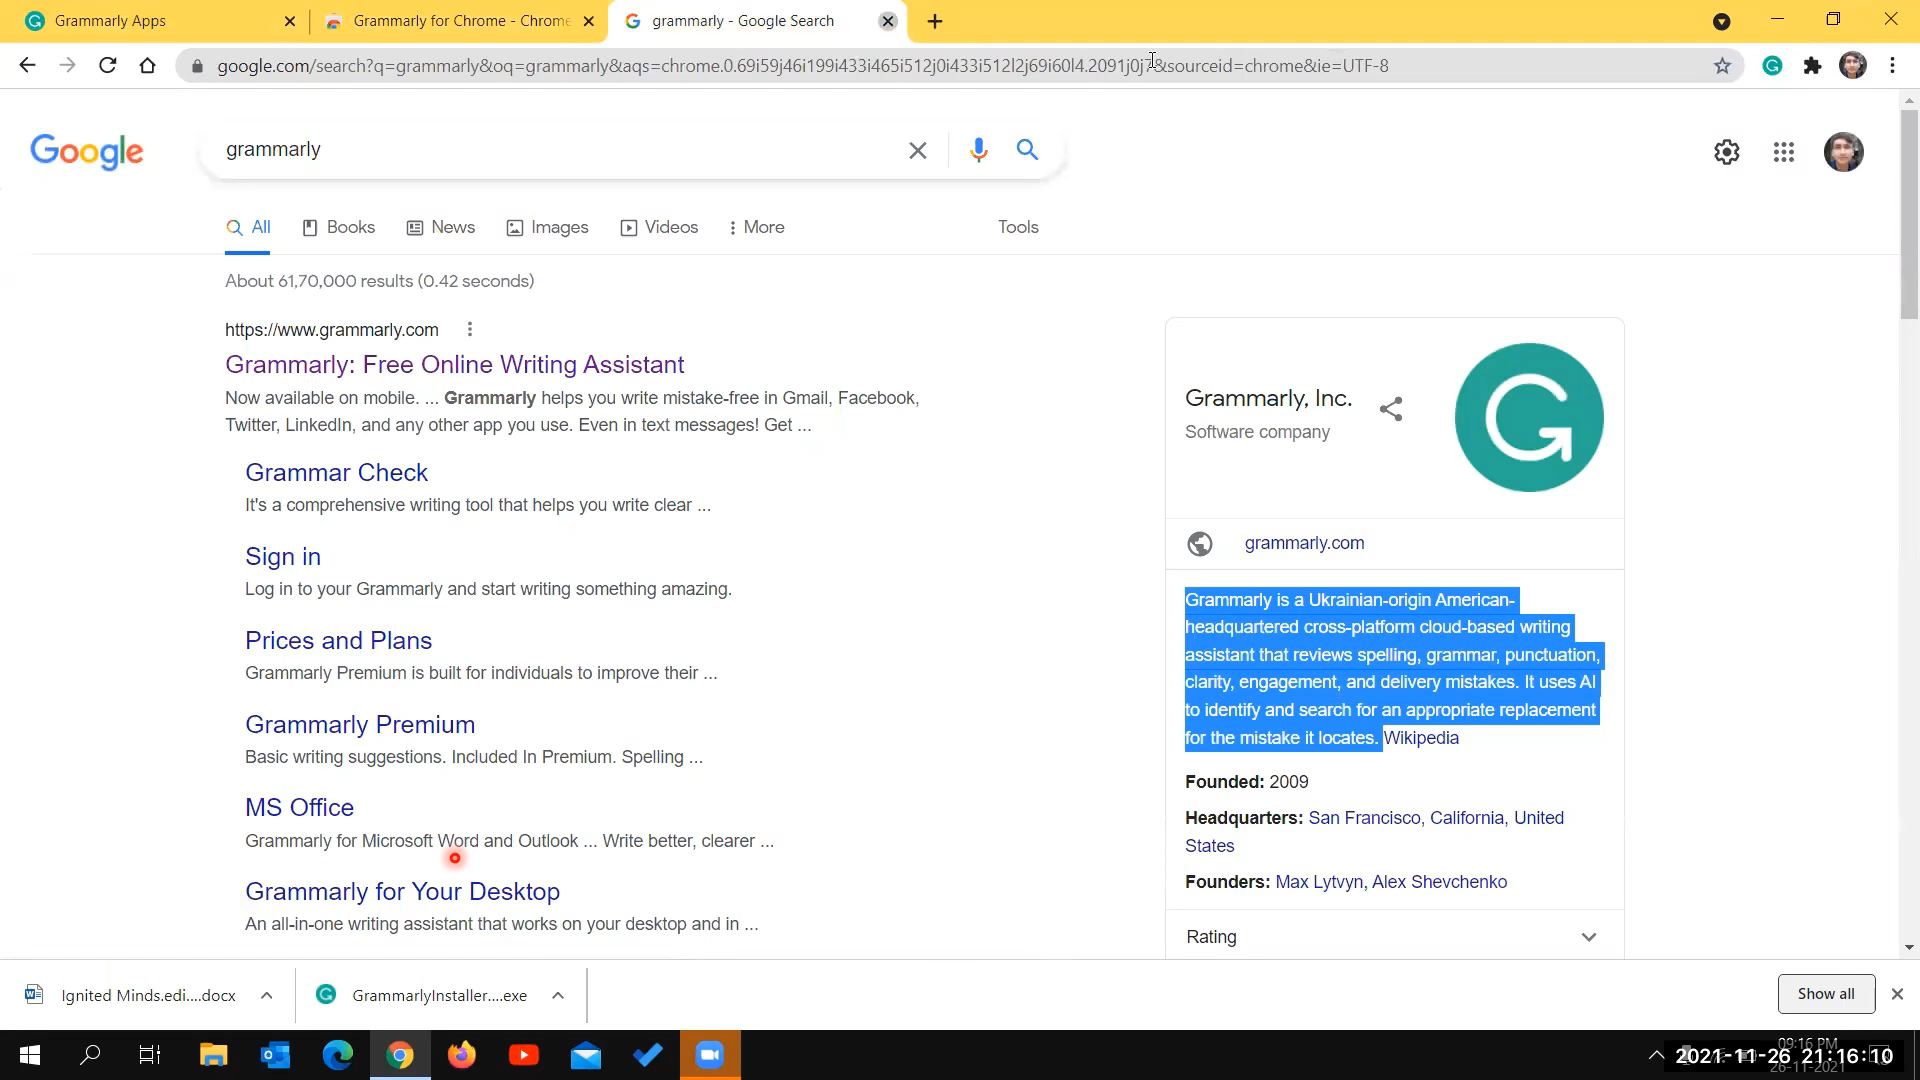 Grammarly Apps
Grammarly for Chrome - Chrome
grammarly - Google Search
google.com/search?q=grammarly&oq=grammarly&aqs=chrome.0.69i59j46i199i433i465i512j0i433i512l2j69i60l4.2091j0j7&sourceid=chrome&ie=UTF-8
Google
grammarly
All
Books
News
Images
Videos
More
Tools
About 61,70,000 results (0.42 seconds)
https://www.grammarly.com
Grammarly: Free Online Writing Assistant
Now available on mobile. ... Grammarly helps you write mistake-free in Gmail, Facebook,
Twitter, LinkedIn, and any other app you use. Even in text messages! Get ...
Grammar Check
It's a comprehensive writing tool that helps you write clear ...
Sign in
Log in to your Grammarly and start writing something amazing.
Prices and Plans
Grammarly Premium is built for individuals to improve their ...
Grammarly Premium
Basic writing suggestions. Included In Premium. Spelling ...
MS Office
Grammarly for Microsoft Word and Outlook ... Write better, clearer ...
Grammarly for Your Desktop
An all-in-one writing assistant that works on your desktop and in ...
Grammarly, Inc.
Software company
grammarly.com
Grammarly is a Ukrainian-origin American-
headquartered cross-platform cloud-based writing
assistant that reviews spelling, grammar, punctuation,
clarity, engagement, and delivery mistakes. It uses AI
to identify and search for an appropriate replacement
for the mistake it locates. Wikipedia
Founded: 2009
Headquarters: San Francisco, California, United
States
Founders: Max Lytvyn, Alex Shevchenko
Rating
Ignited Minds.edi....docx
GrammarlyInstaller....exe
Show all
09:16 PM
2021-11-26 21:16:10
26-11-2021